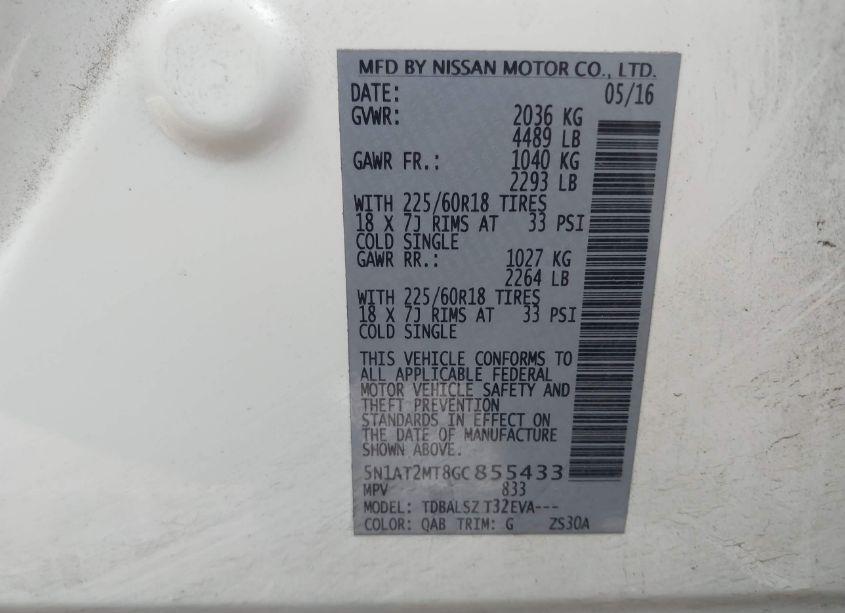 MFD BY NISSAN MOTOR CO., LTD.
DATE: 05/16
GVWR: 2036 KG
4489 LB
GAWR FR.: 1040 KG
2293 LB
WITH 225/60R18 TIRES
18 X 7J RIMS AT 33 PSI
COLD SINGLE
GAWR RR.: 1027 KG
2264 LB
WITH 225/60R18 TIRES
18 X 7J RIMS AT 33 PSI
COLD SINGLE
THIS VEHICLE CONFORMS TO
ALL APPLICABLE FEDERAL
MOTOR VEHICLE SAFETY AND
THEFT PREVENTION
STANDARDS IN EFFECT ON
THE DATE OF MANUFACTURE
SHOWN ABOVE.
5N1AT2MT8GC855433
MPV 833
MODEL: TDBALSZ T32EVA---
COLOR: QAB TRIM: G ZS30A